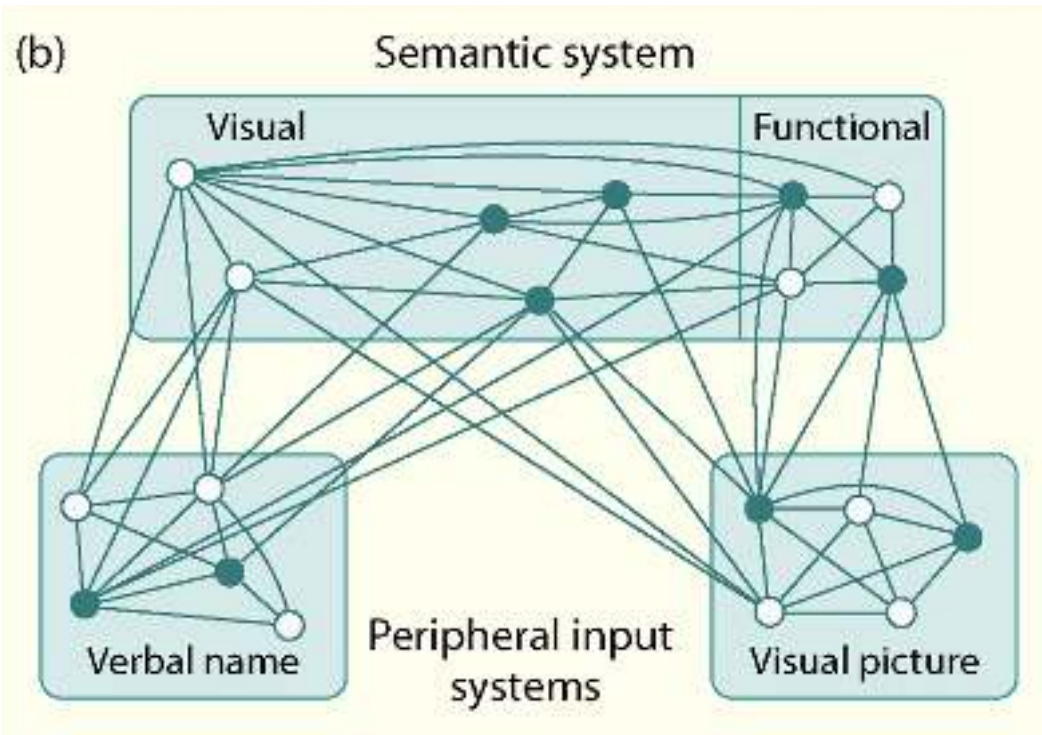 (b)
Semantic system
Visual
Functional
Verbal name
Peripheral input
systems
Visual picture